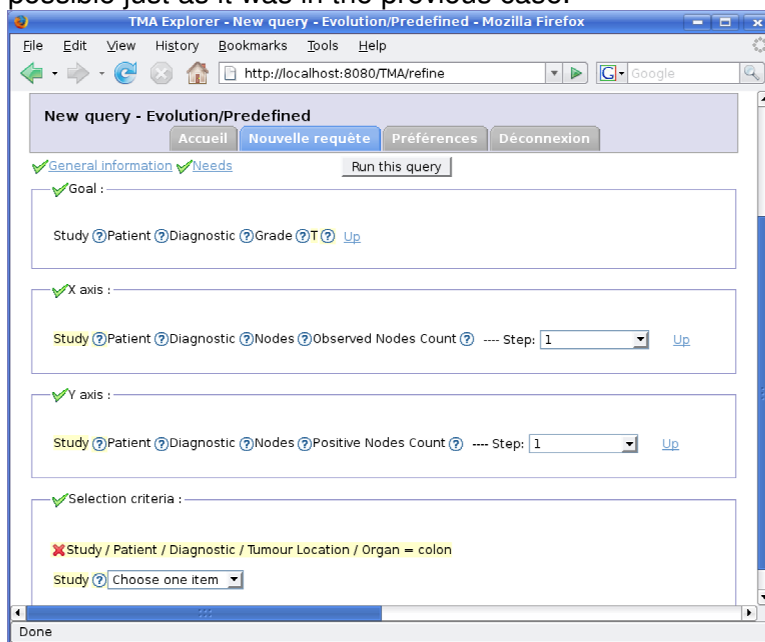 possible just as it was in the previous case.
TMA Explorer - New query - Evolution/Predefined - Mozilla Firefox
File Edit View History Bookmarks Tools Help
http://localhost:8080/TMA/refine G Google
New query - Evolution/Predefined
Accueil Nouvelle requête Préférences Déconnexion
General information Needs Run this query
Goal :
Study ? Patient ? Diagnostic ? Grade ? T ? Up
X axis :
Study ? Patient ? Diagnostic ? Nodes ? Observed Nodes Count ? ---- Step: 1 Up
Y axis :
Study ? Patient ? Diagnostic ? Nodes ? Positive Nodes Count ? ---- Step: 1 Up
Selection criteria :
Study / Patient / Diagnostic / Tumour Location / Organ = colon
Study ? Choose one item
Done